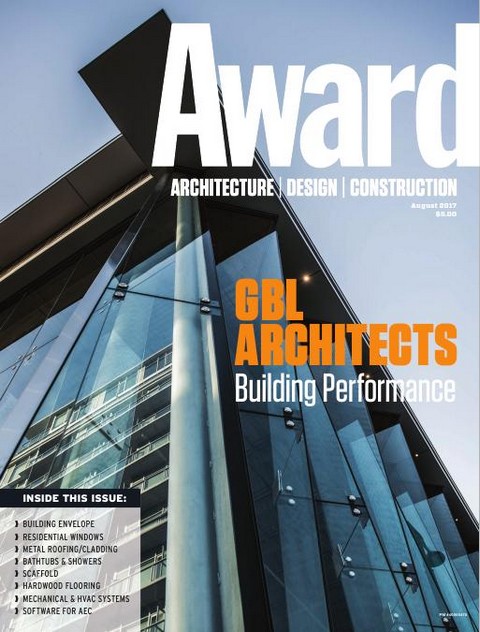 Award
ARCHITECTURE | DESIGN | CONSTRUCTION
August 2017
$5.00
GBL
ARCHITECTS
Building Performance
INSIDE THIS ISSUE:
BUILDING ENVELOPE
RESIDENTIAL WINDOWS
METAL ROOFING/CLADDING
BATHTUBS & SHOWERS
SCAFFOLD
HARDWOOD FLOORING
MECHANICAL & HVAC SYSTEMS
SOFTWARE FOR AEC